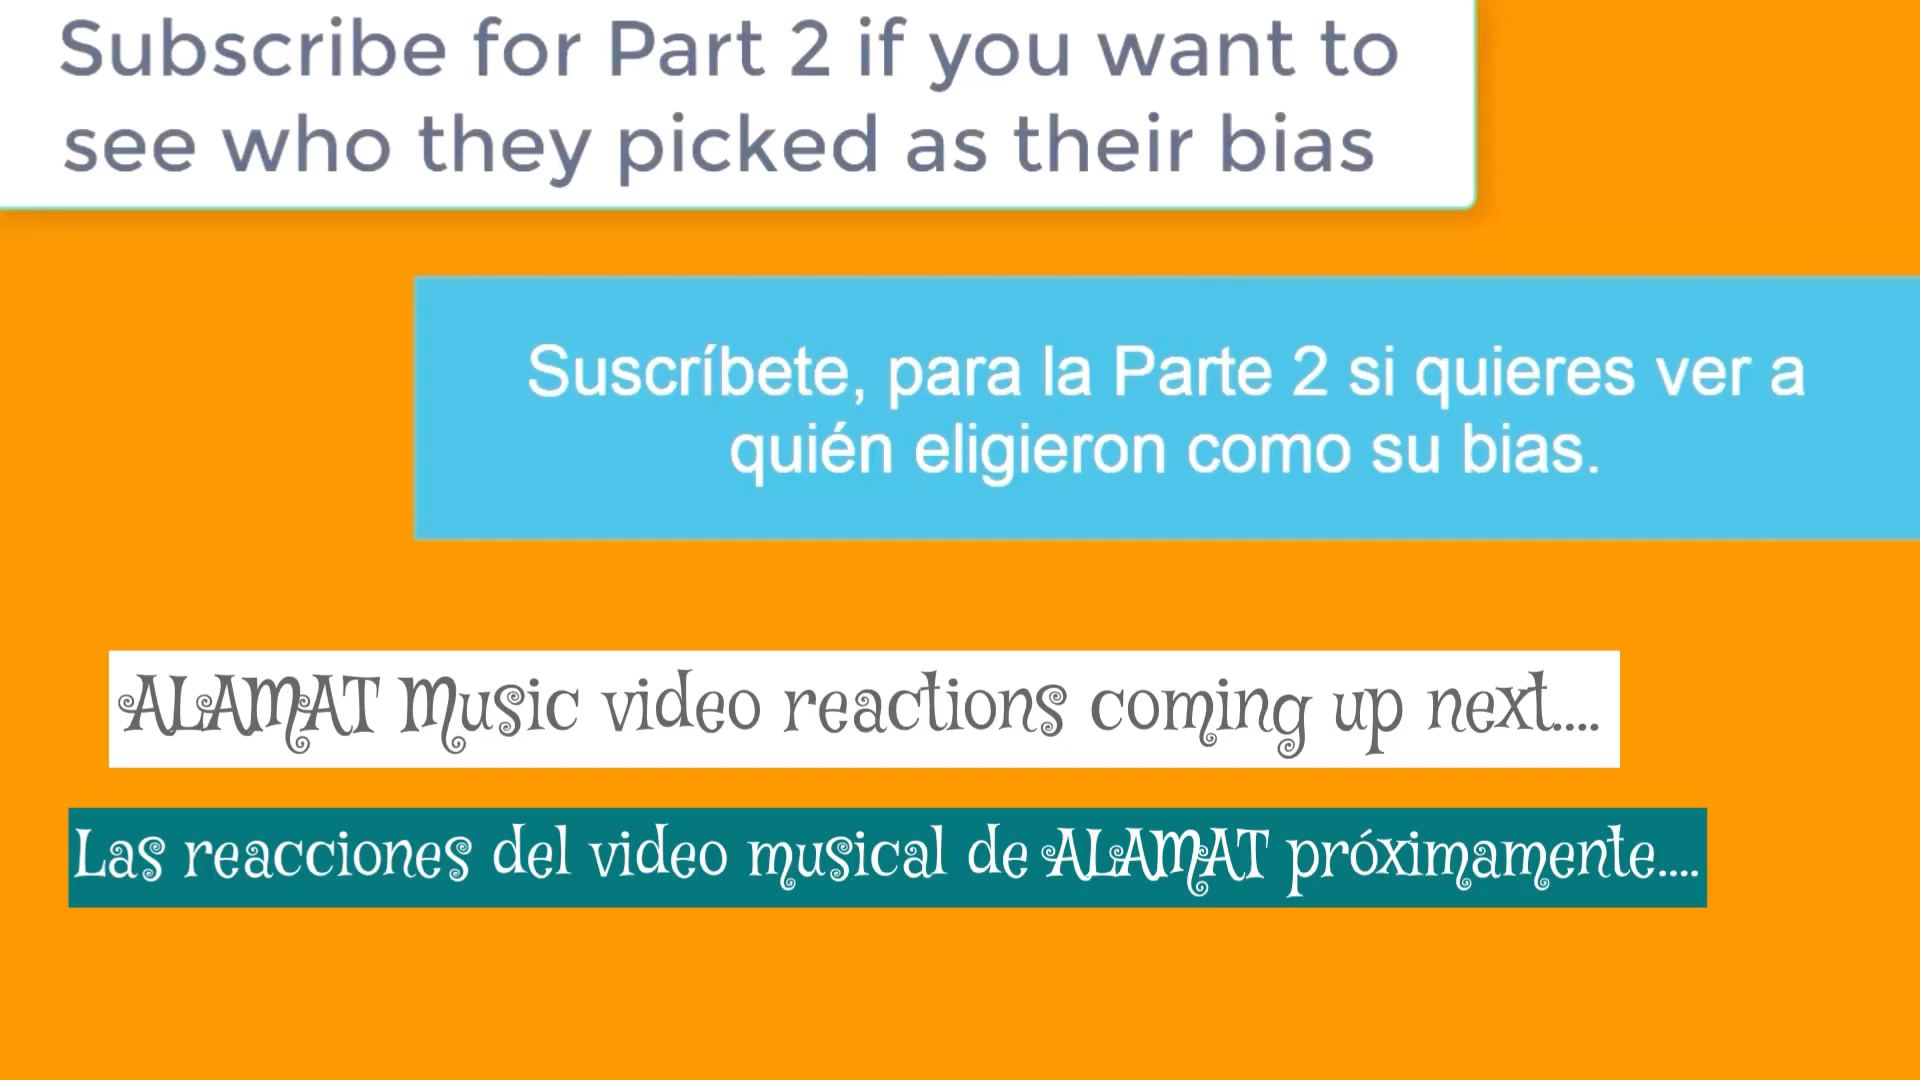 Subscribe for Part 2 if you want to
see who they picked as their bias
Suscríbete, para la Parte 2 si quieres ver a
quién eligieron como su bias.
ALAMAT Music video reactions coming up next....
Las reacciones del video musical de ALAMAT próximamente....